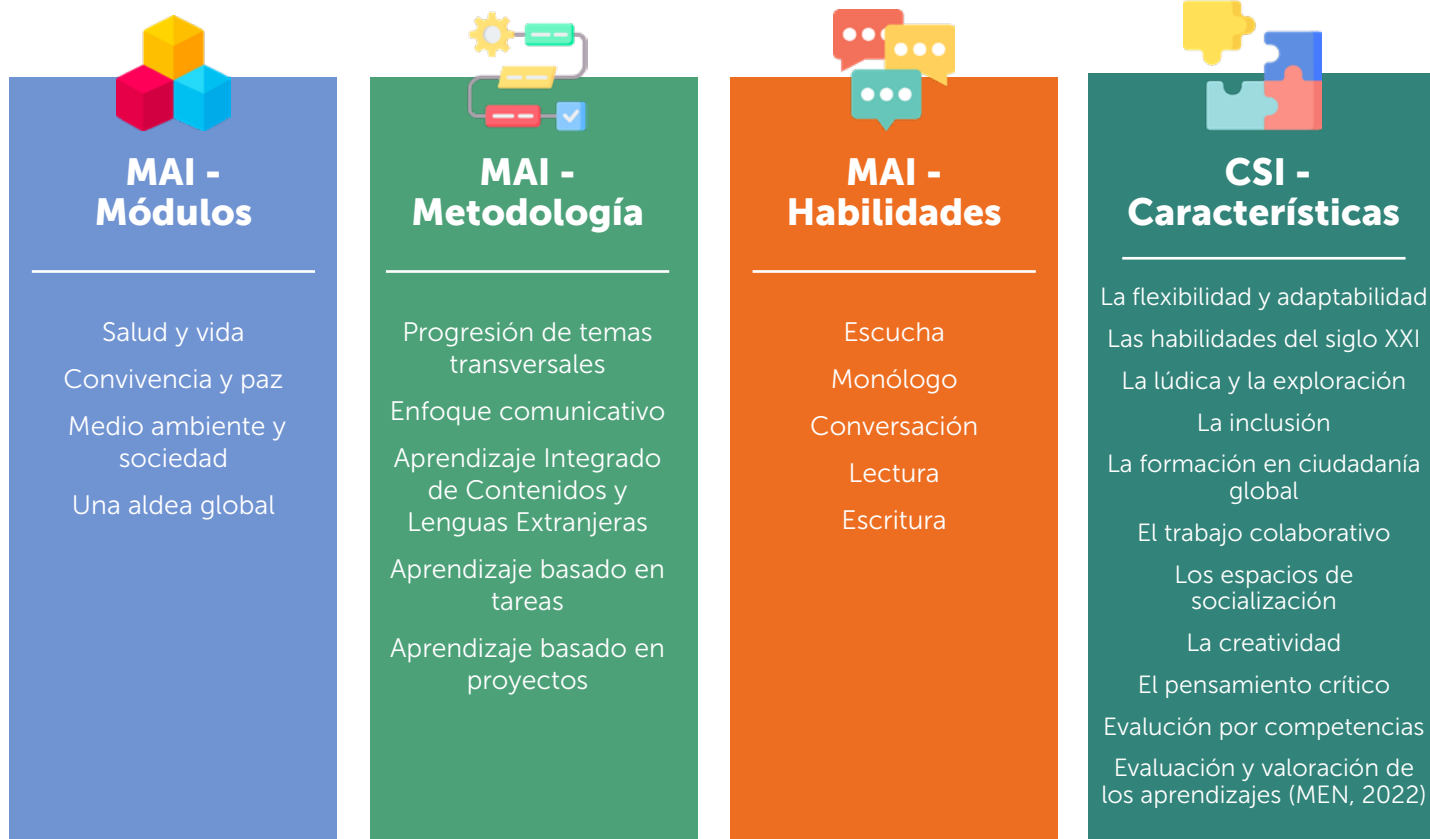 MAI -
Módulos
Salud y vida
Convivencia y paz
Medio ambiente y
sociedad
Una aldea global
MAI -
Metodología
Progresión de temas
transversales
Enfoque comunicativo
Aprendizaje Integrado
de Contenidos y
Lenguas Extranjeras
Aprendizaje basado en
tareas
Aprendizaje basado en
proyectos
MAI -
Habilidades
Escucha
Monólogo
Conversación
Lectura
Escritura
CSI -
Características
La flexibilidad y adaptabilidad
Las habilidades del siglo XXI
La lúdica y la exploración
La inclusión
La formación en ciudadanía
global
El trabajo colaborativo
Los espacios de
socialización
La creatividad
El pensamiento crítico
Evalución por competencias
Evaluación y valoración de
los aprendizajes (MEN, 2022)